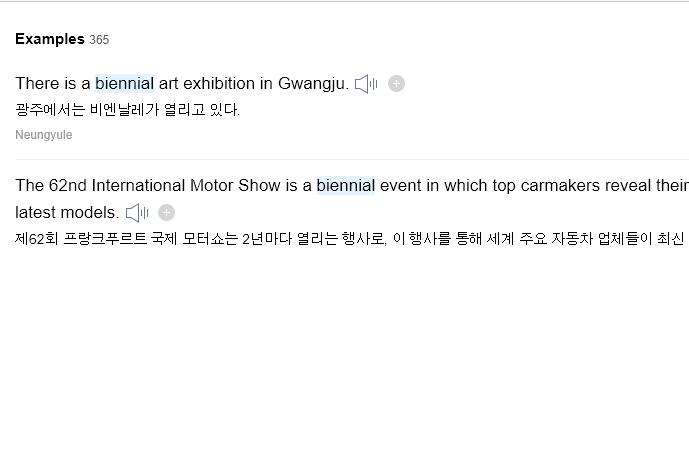 Examples 365
There is a biennial art exhibition in Gwangju.
광주에서는 비엔날레가 열리고 있다.
Neungyule
The 62nd International Motor Show is a biennial event in which top carmakers reveal their
latest models.
제62회 프랑크푸르트 국제 모터쇼는 2년마다 열리는 행사로, 이 행사를 통해 세계 주요 자동차 업체들이 최신